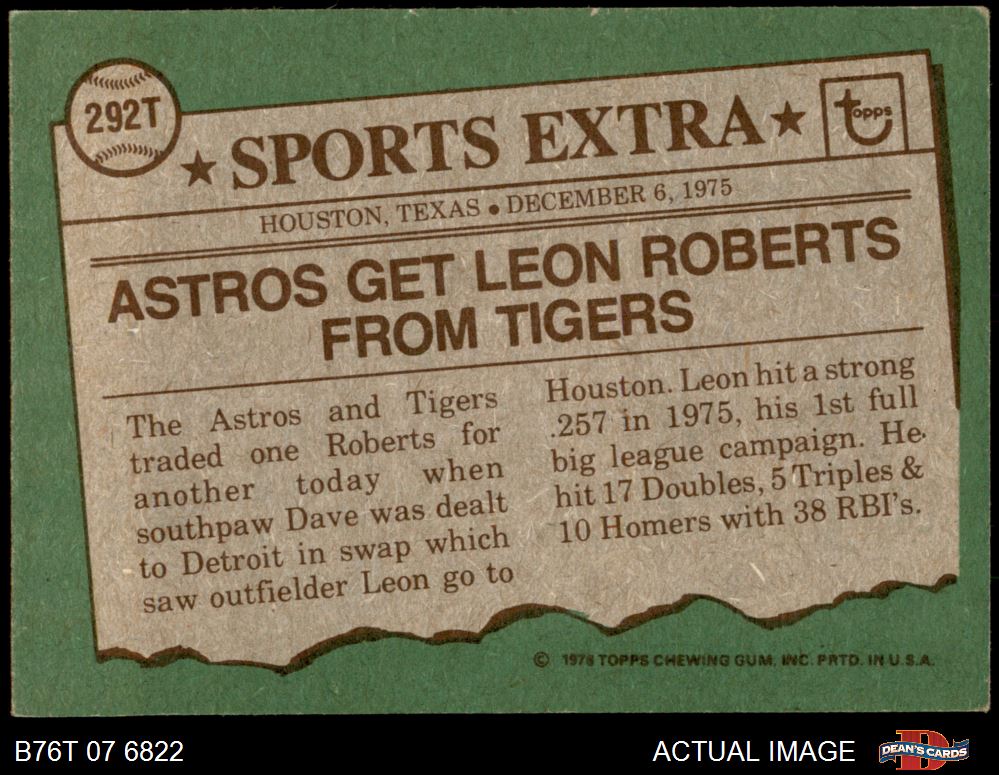 292T
★ SPORTS EXTRA ★
topps
HOUSTON, TEXAS • DECEMBER 6, 1975
ASTROS GET LEON ROBERTS
FROM TIGERS
The Astros and Tigers
traded one Roberts for
another today when
southpaw Dave was dealt
to Detroit in swap which
saw outfielder Leon go to
Houston. Leon hit a strong
.257 in 1975, his 1st full
big league campaign. He
hit 17 Doubles, 5 Triples &
10 Homers with 38 RBI's.
© 1976 TOPPS CHEWING GUM, INC. PRTD. IN U.S.A.
B76T 07 6822
ACTUAL IMAGE
DEAN'S CARDS